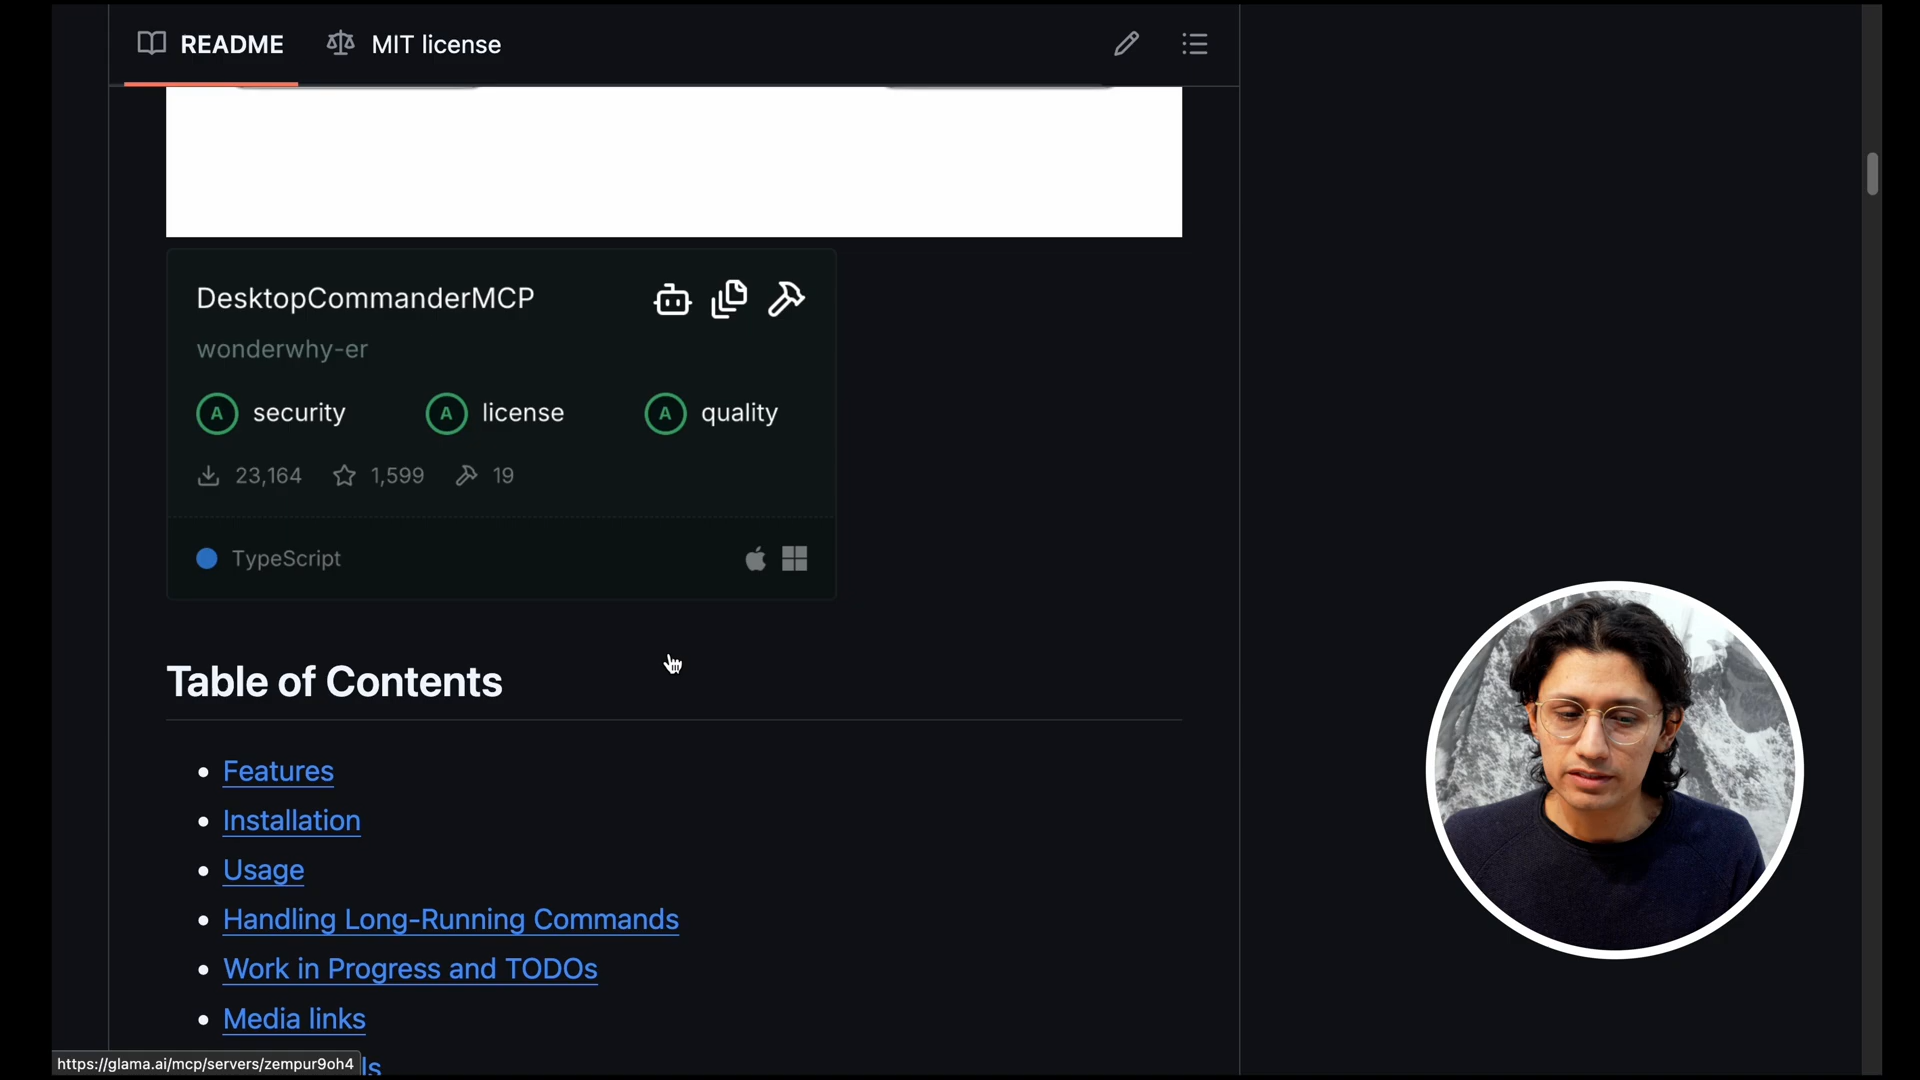 README MIT license
DesktopCommanderMCP
wonderwhy-er
A security A license A quality
23,164 1,599 19
TypeScript
Table of Contents
Features
Installation
Usage
Handling Long-Running Commands
Work in Progress and TODOs
Media links
https://glama.ai/mcp/servers/zempur9oh4